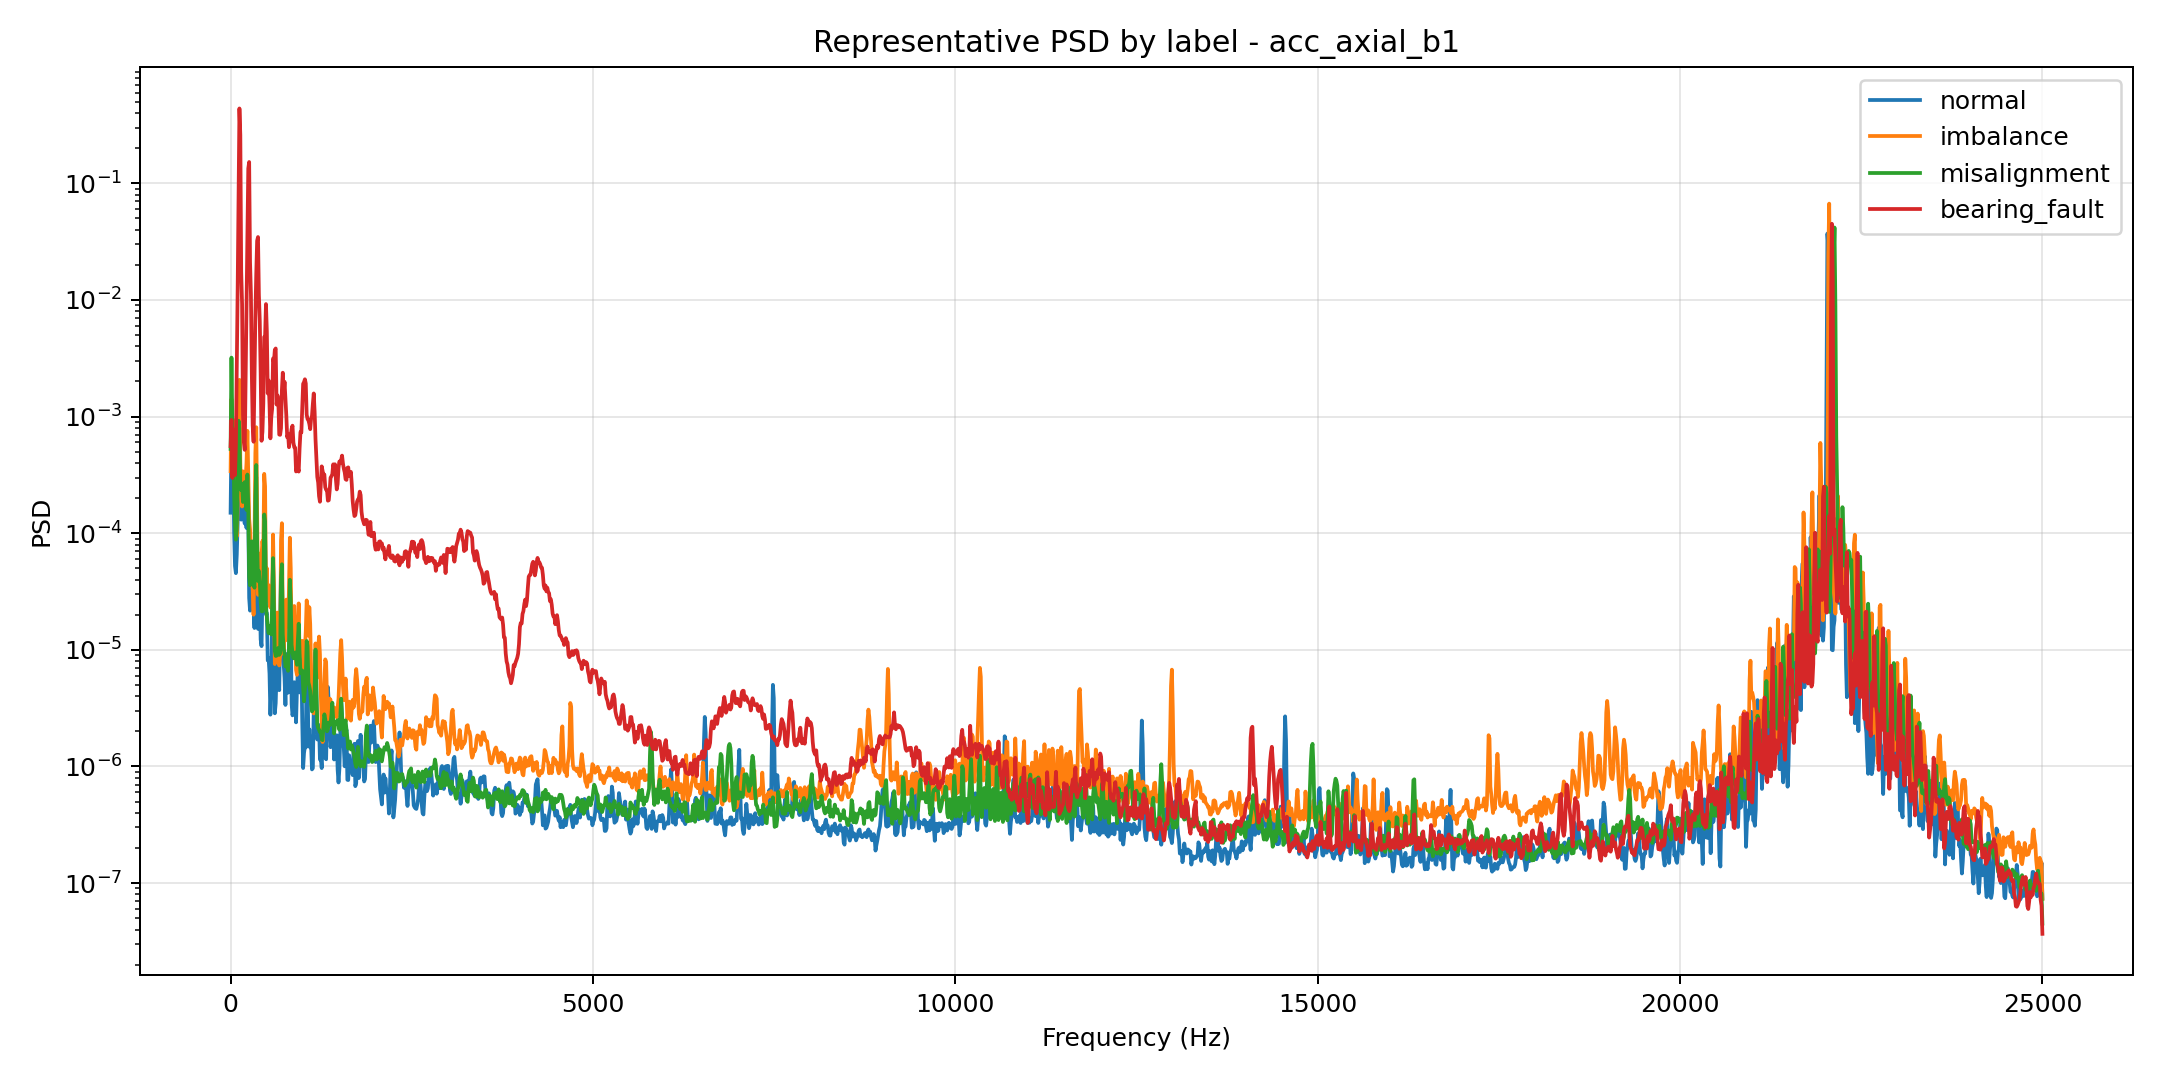 Representative PSD by label - acc_axial_b1
normal
imbalance
misalignment
bearing_fault
PSD
10⁻¹
10⁻²
10⁻³
10⁻⁴
10⁻⁵
10⁻⁶
10⁻⁷
0 5000 10000 15000 20000 25000
Frequency (Hz)